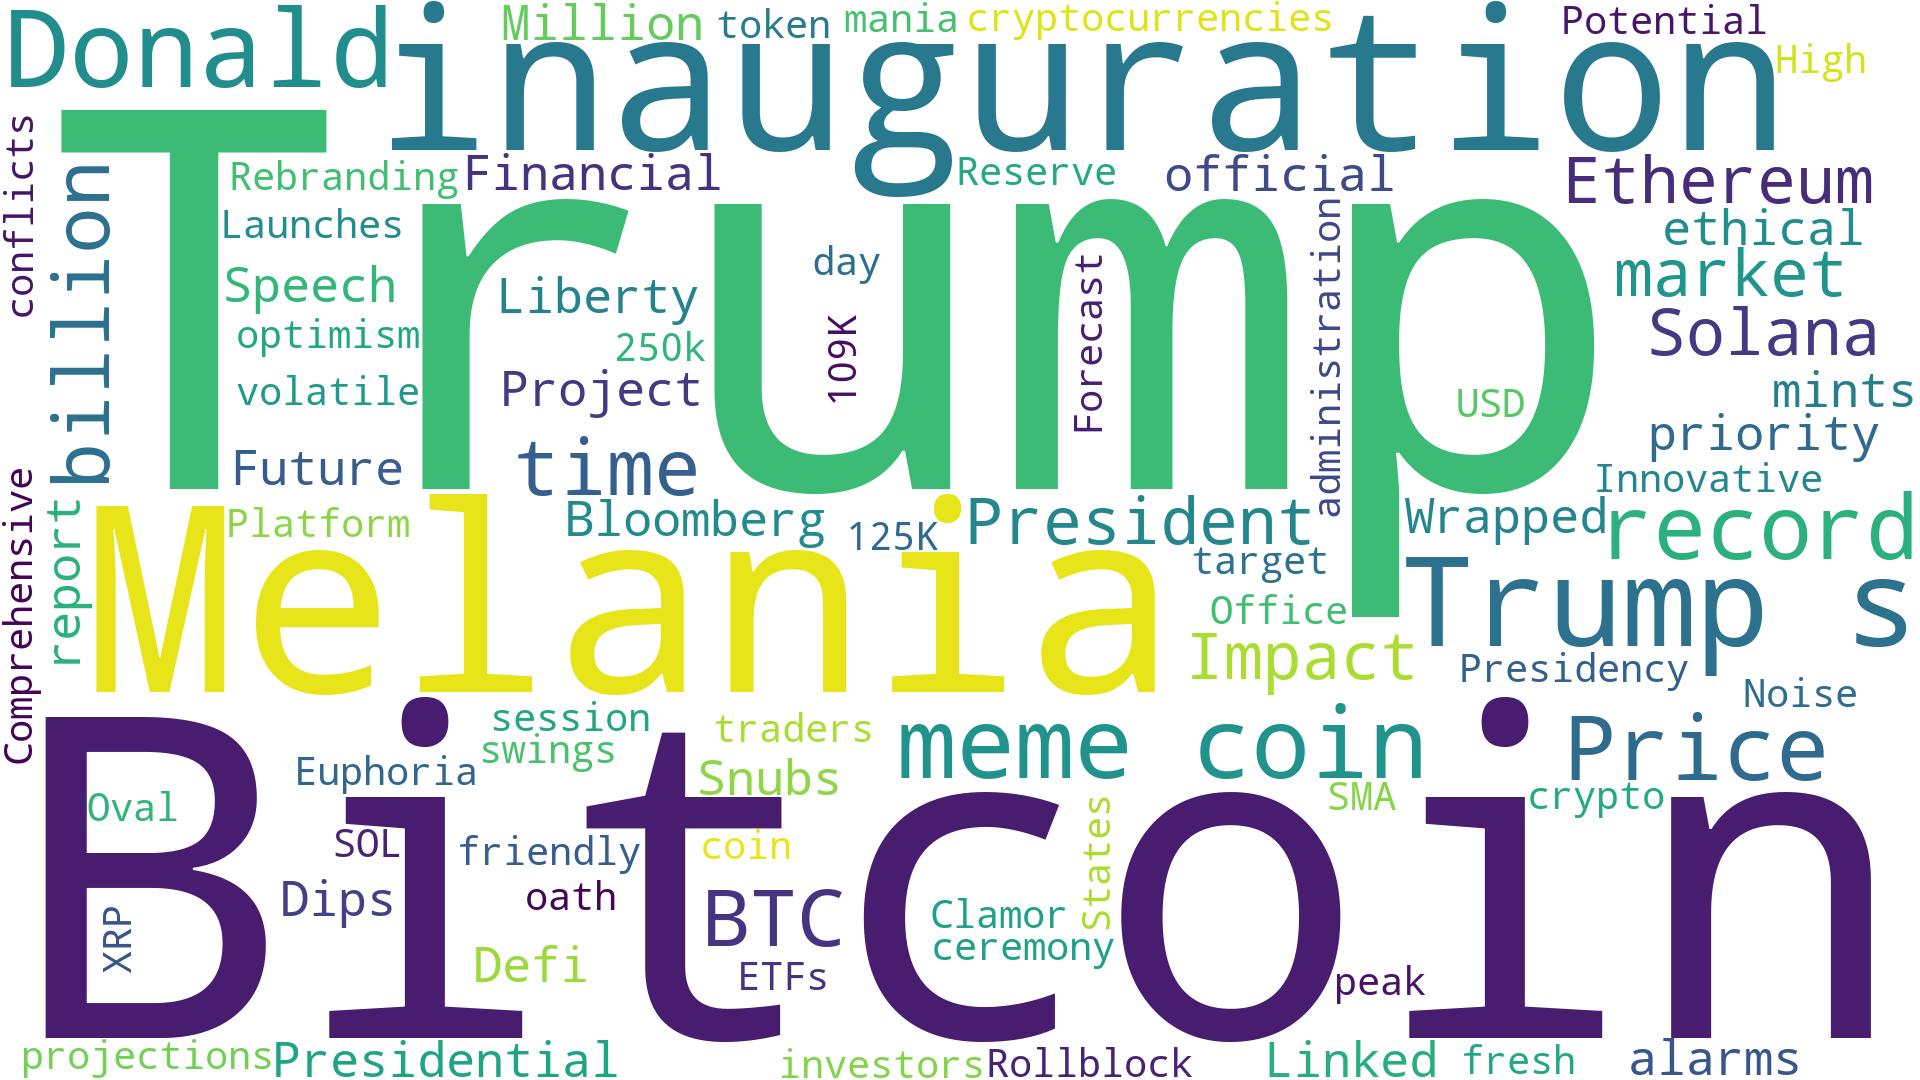 Donald
inauguration
Million
token
mania
cryptocurrencies
Potential
High
conflicts
billion
Trump
Rebranding
Financial
Reserve
official
Ethereum
Launches
ethical
Speech
Liberty
day
Forecast
administration
market
optimism
250k
109K
Solana
volatile
Project
USD
mints
priority
Future
time
Innovative
Comprehensive
report
Platform
Bloomberg
125K
President
Wrapped
record
Melania
target
Office
Trump s
Impact
Presidency
Noise
session
swings
traders
meme coin
Price
Euphoria
Snubs
SMA
crypto
Bitcoin
Oval
SOL
friendly
coin
States
Dips
oath
BTC
Clamor
ceremony
XRP
Defi
ETFs
peak
projections
Presidential
investors
Rollblock
Linked
fresh
alarms